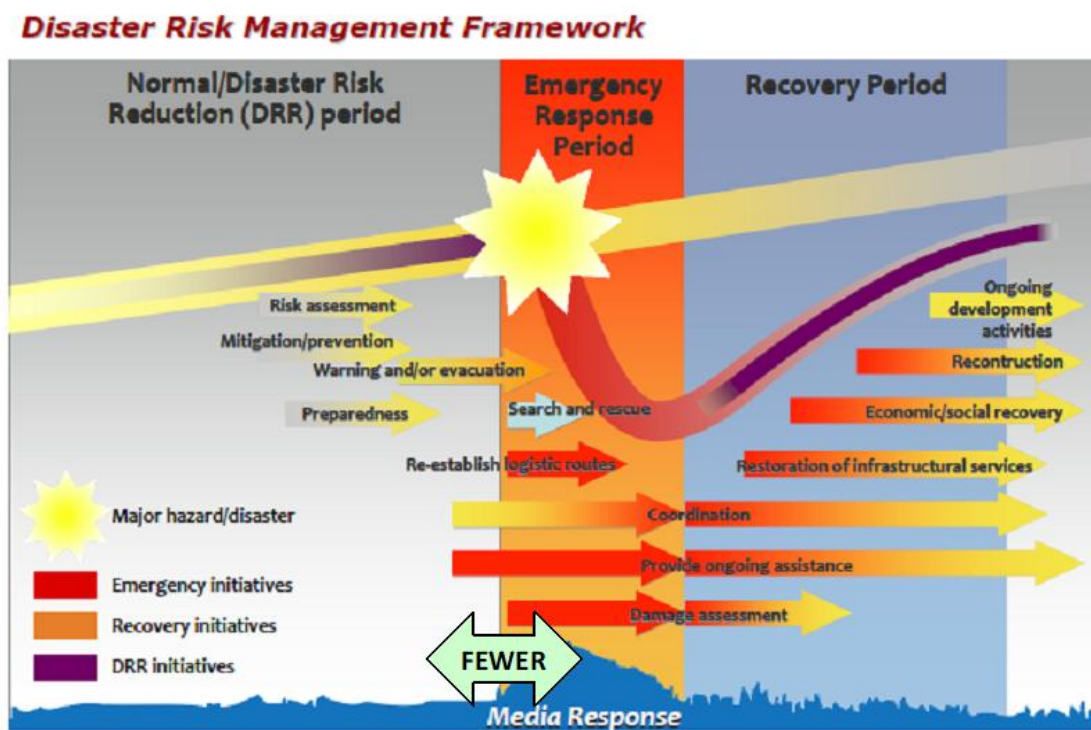 Disaster Risk Management Framework
Normal/Disaster Risk
Reduction (DRR) period
Emergency
Response
Period
Recovery Period
Risk assessment
Mitigation/prevention
Warning and/or evacuation
Preparedness
Search and rescue
Re-establish logistic routes
Ongoing
development
activities
Recontruction
Economic/social recovery
Restoration of infrastructural services
Coordination
Provide ongoing assistance
Damage assessment
Major hazard/disaster
Emergency initiatives
Recovery initiatives
DRR initiatives
FEWER
Media Response